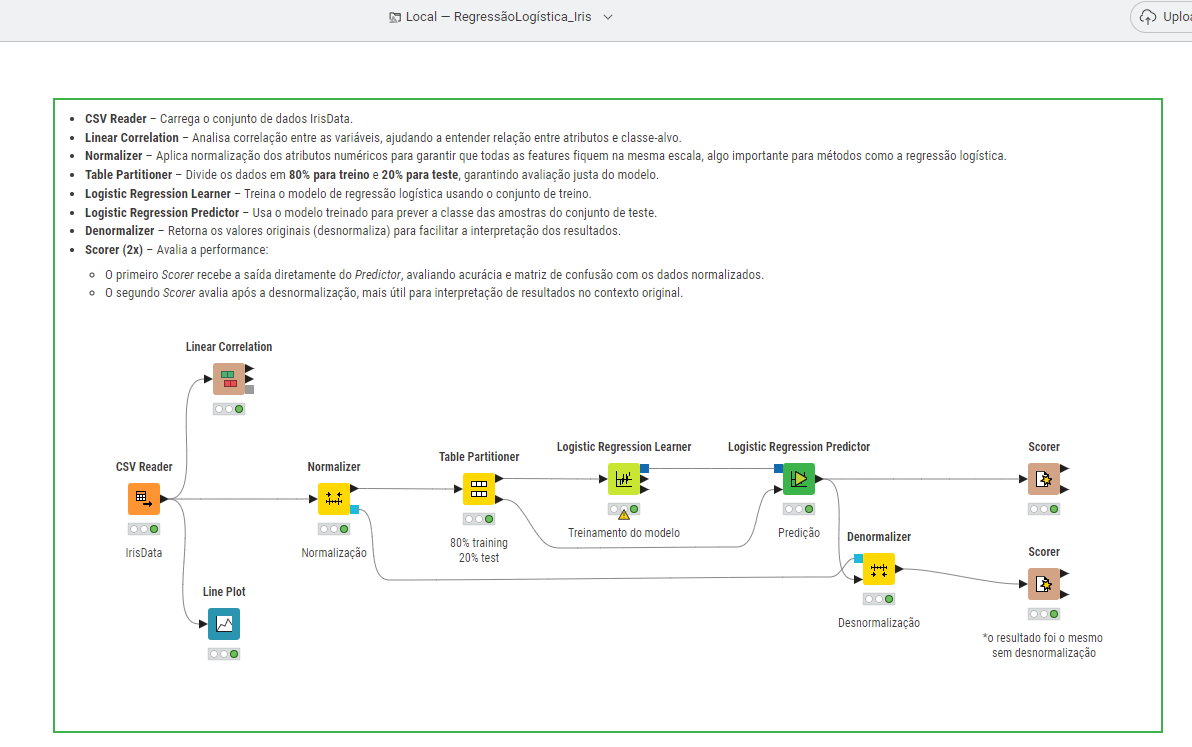 Local — RegressãoLogística_Iris
Uploa
CSV Reader – Carrega o conjunto de dados IrisData.
Linear Correlation – Analisa correlação entre as variáveis, ajudando a entender relação entre atributos e classe-alvo.
Normalizer – Aplica normalização dos atributos numéricos para garantir que todas as features fiquem na mesma escala, algo importante para métodos como a regressão logística.
Table Partitioner – Divide os dados em 80% para treino e 20% para teste, garantindo avaliação justa do modelo.
Logistic Regression Learner – Treina o modelo de regressão logística usando o conjunto de treino.
Logistic Regression Predictor – Usa o modelo treinado para prever a classe das amostras do conjunto de teste.
Denormalizer – Retorna os valores originais (desnormaliza) para facilitar a interpretação dos resultados.
Scorer (2x) – Avalia a performance:
O primeiro Scorer recebe a saída diretamente do Predictor, avaliando acurácia e matriz de confusão com os dados normalizados.
O segundo Scorer avalia após a desnormalização, mais útil para interpretação de resultados no contexto original.
Linear Correlation
CSV Reader
IrisData
Line Plot
Normalizer
Normalização
Table Partitioner
80% training
20% test
Logistic Regression Learner
Treinamento do modelo
Logistic Regression Predictor
Predição
Denormalizer
Desnormalização
Scorer
Scorer
*o resultado foi o mesmo
sem desnormalização